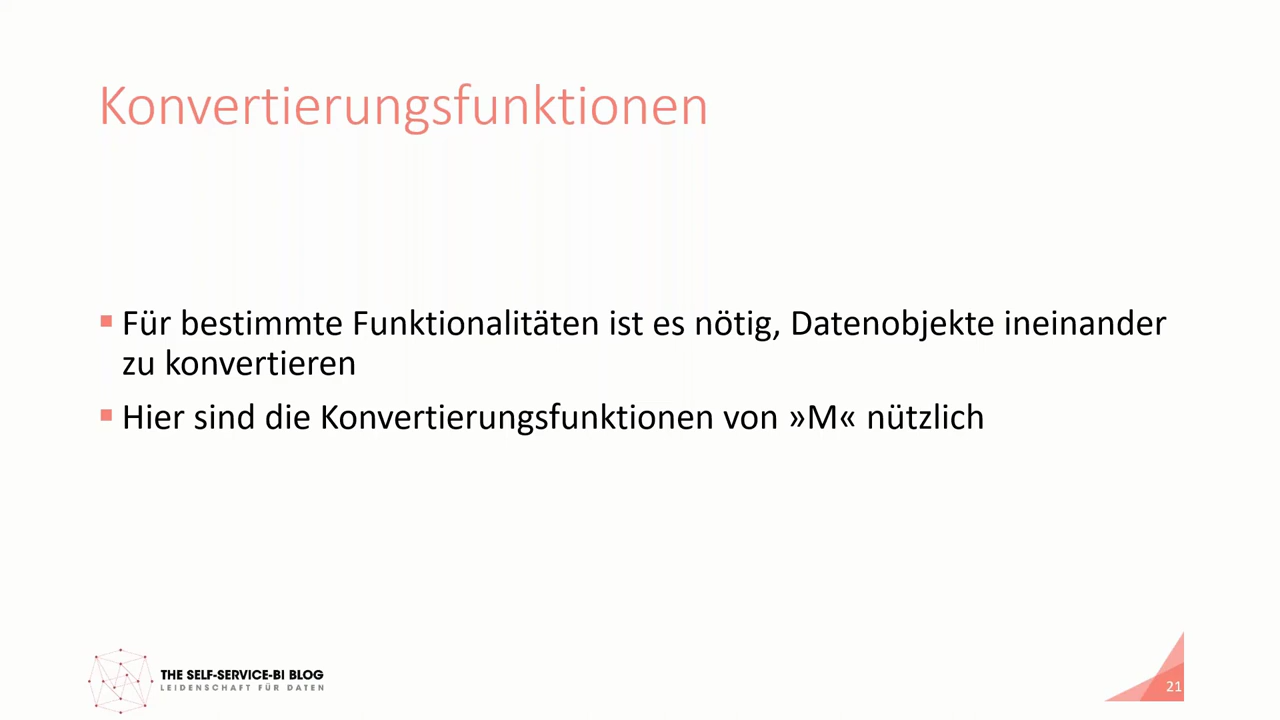 Konvertierungsfunktionen
Für bestimmte Funktionalitäten ist es nötig, Datenobjekte ineinander
zu konvertieren
Hier sind die Konvertierungsfunktionen von »M« nützlich
THE SELF-SERVICE-BI BLOG
LEIDENSCHAFT FÜR DATEN
21